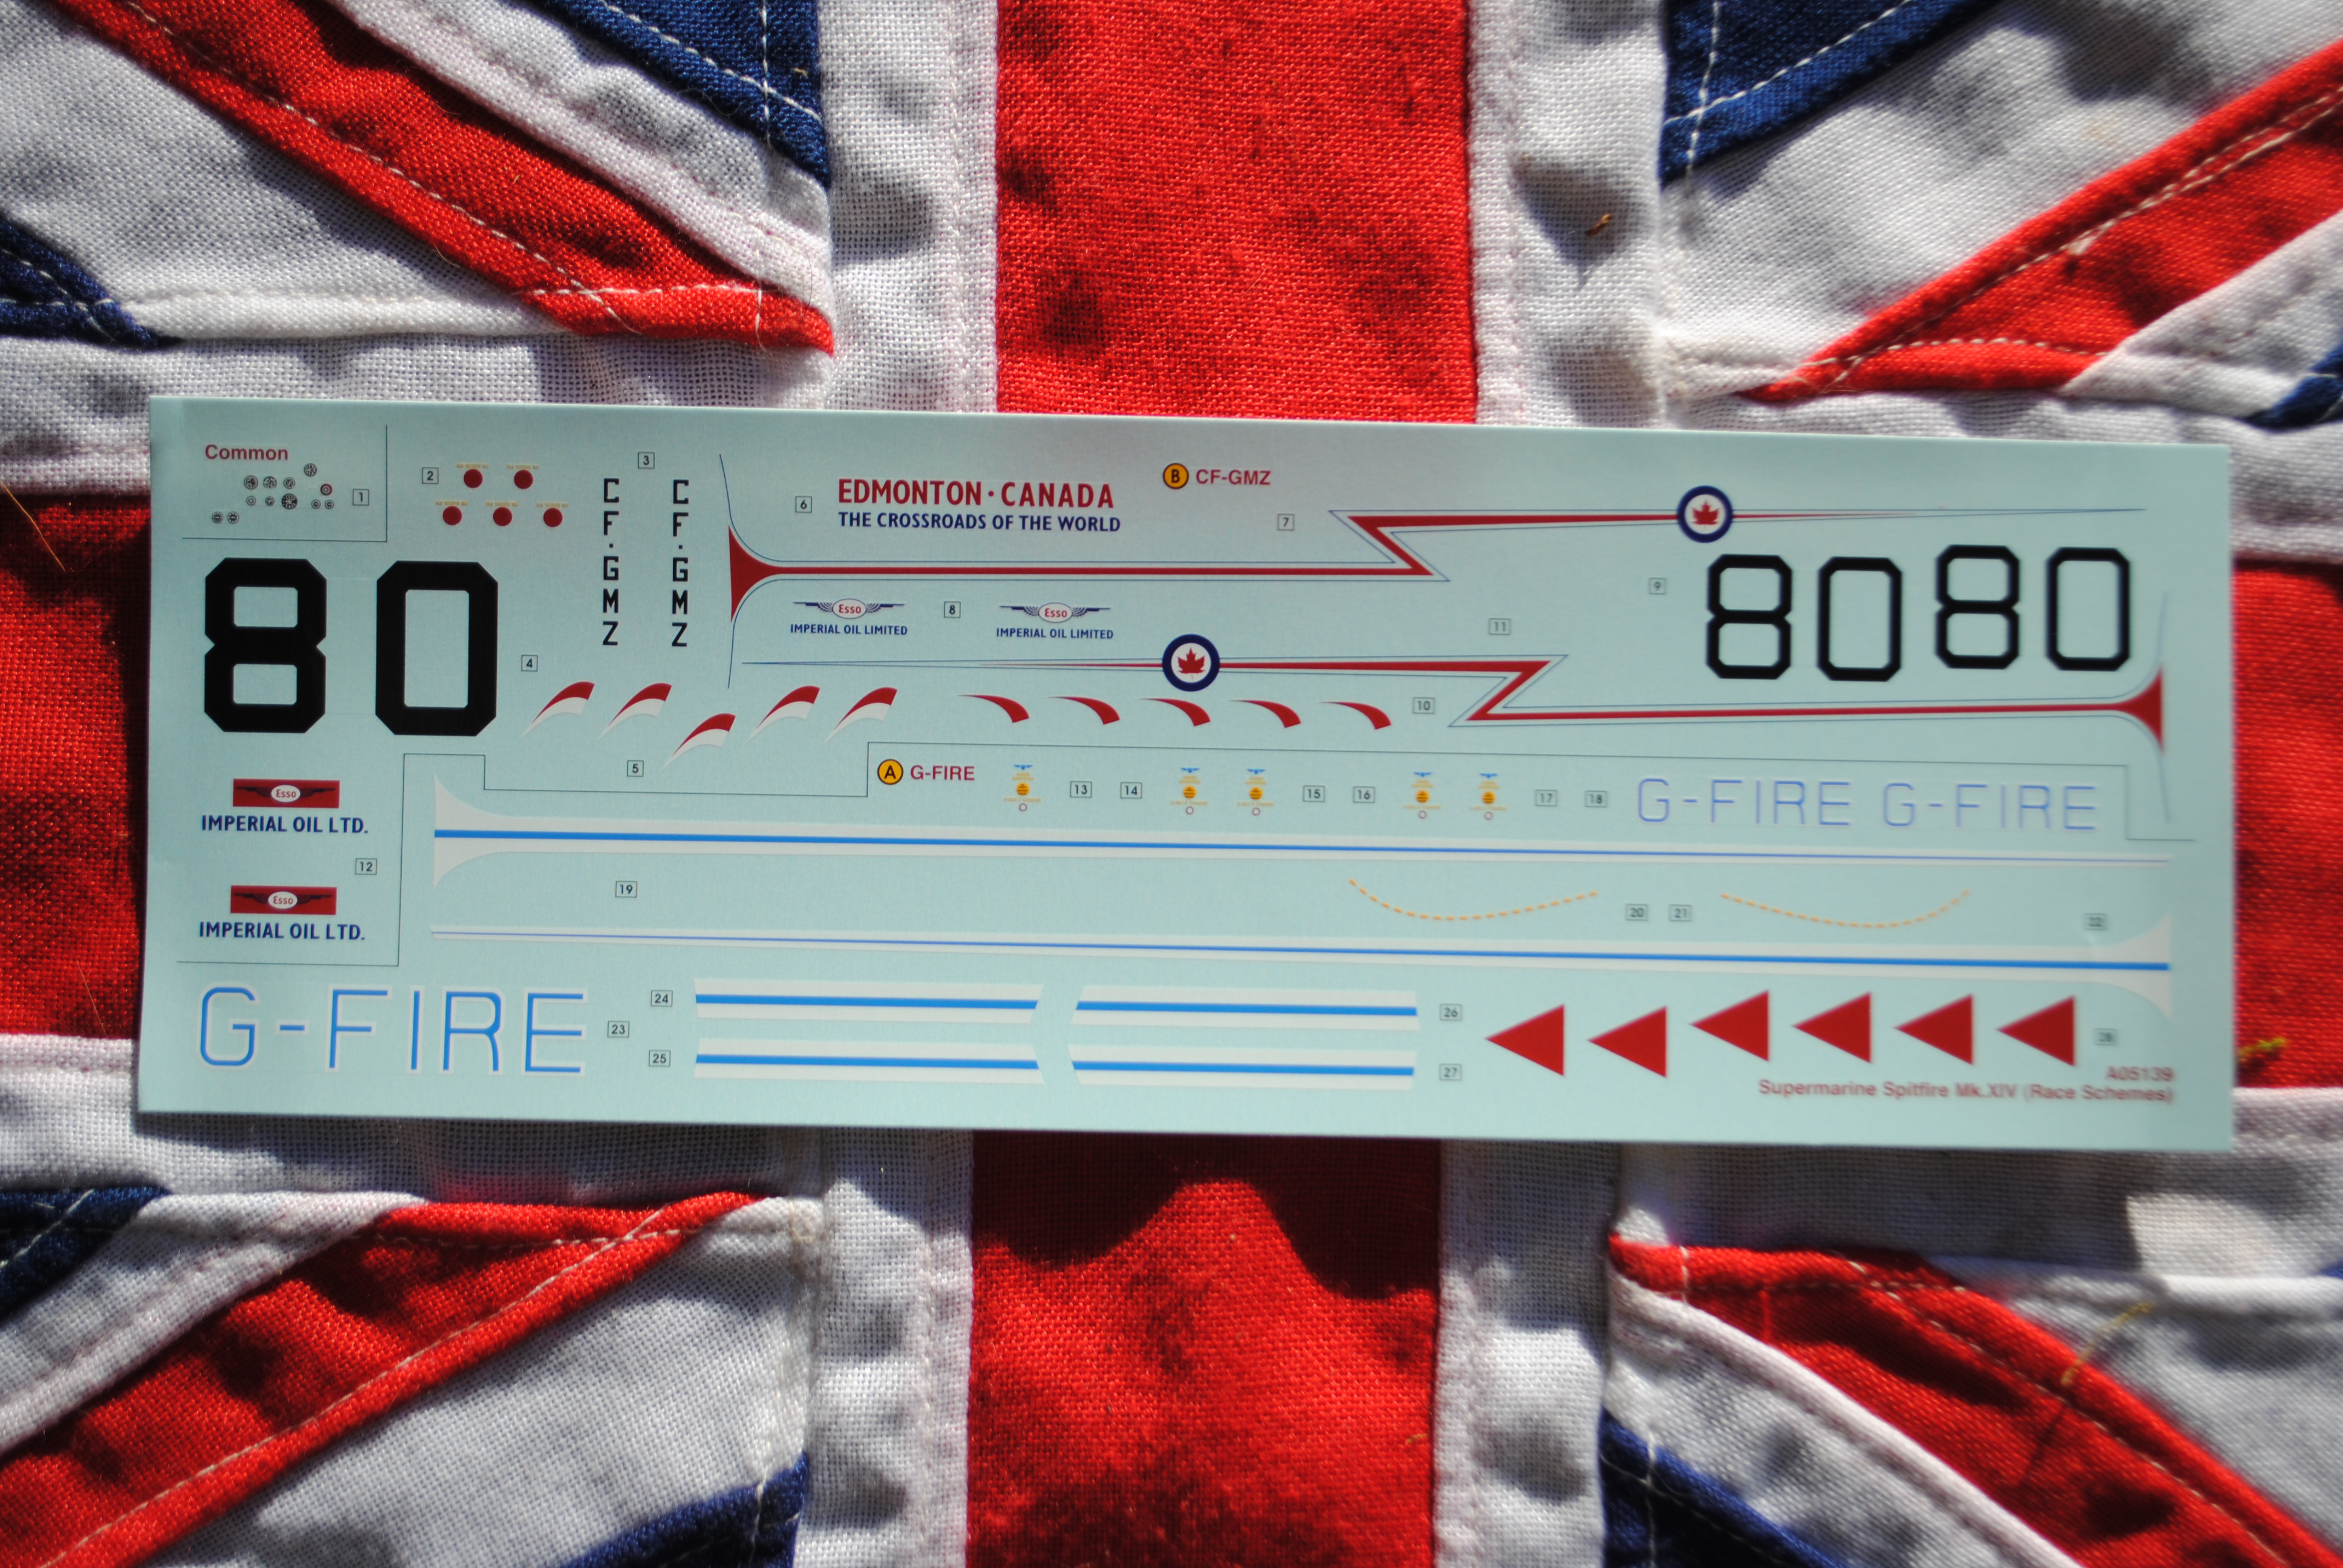 Common
1
2
3
C F · G M Z
C F · G M Z
6
EDMONTON · CANADA
THE CROSSROADS OF THE WORLD
B CF-GMZ
7
80
4
Esso
IMPERIAL OIL LIMITED
8
Esso
IMPERIAL OIL LIMITED
9
80 80
11
5
10
A G-FIRE
13
14
15
16
17
18
G-FIRE G-FIRE
Esso
IMPERIAL OIL LTD.
12
Esso
IMPERIAL OIL LTD.
19
20
21
22
G-FIRE
23
24
25
26
27
28
A05139
Supermarine Spitfire Mk.XIV (Race Schemes)